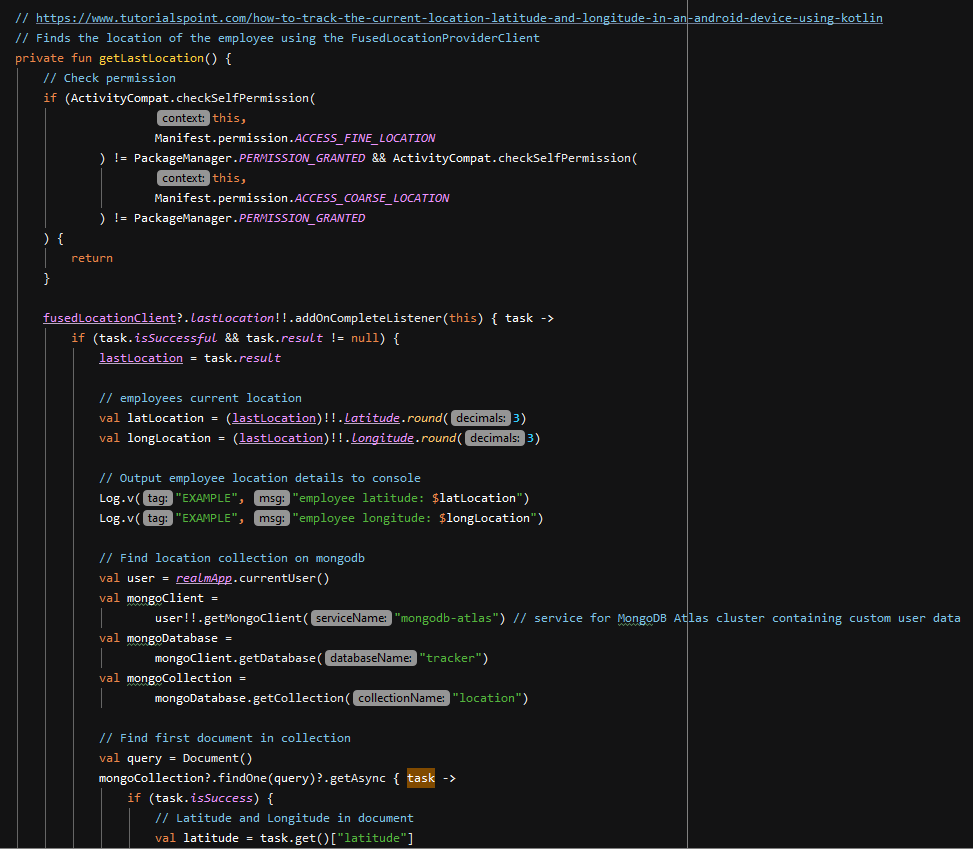 // https://www.tutorialspoint.com/how-to-track-the-current-location-latitude-and-longitude-in-an-android-device-using-kotlin
// Finds the location of the employee using the FusedLocationProviderClient
private fun getLastLocation() {
    // Check permission
    if (ActivityCompat.checkSelfPermission(
                    context: this,
                    Manifest.permission.ACCESS_FINE_LOCATION
            ) != PackageManager.PERMISSION_GRANTED && ActivityCompat.checkSelfPermission(
                    context: this,
                    Manifest.permission.ACCESS_COARSE_LOCATION
            ) != PackageManager.PERMISSION_GRANTED
    ) {
        return
    }
    fusedLocationClient?.lastLocation!!.addOnCompleteListener(this) { task ->
        if (task.isSuccessful && task.result != null) {
            lastLocation = task.result
            // employees current location
            val latLocation = (lastLocation)!!.latitude.round( decimals: 3)
            val longLocation = (lastLocation)!!.longitude.round( decimals: 3)
            // Output employee location details to console
            Log.v( tag: "EXAMPLE", msg: "employee latitude: $latLocation")
            Log.v( tag: "EXAMPLE", msg: "employee longitude: $longLocation")
            // Find location collection on mongodb
            val user = realmApp.currentUser()
            val mongoClient =
                    user!!.getMongoClient( serviceName: "mongodb-atlas") // service for MongoDB Atlas cluster containing custom user data
            val mongoDatabase =
                    mongoClient.getDatabase( databaseName: "tracker")
            val mongoCollection =
                    mongoDatabase.getCollection( collectionName: "location")
            // Find first document in collection
            val query = Document()
            mongoCollection?.findOne(query)?.getAsync { task ->
                if (task.isSuccess) {
                    // Latitude and Longitude in document
                    val latitude = task.get()["latitude"]